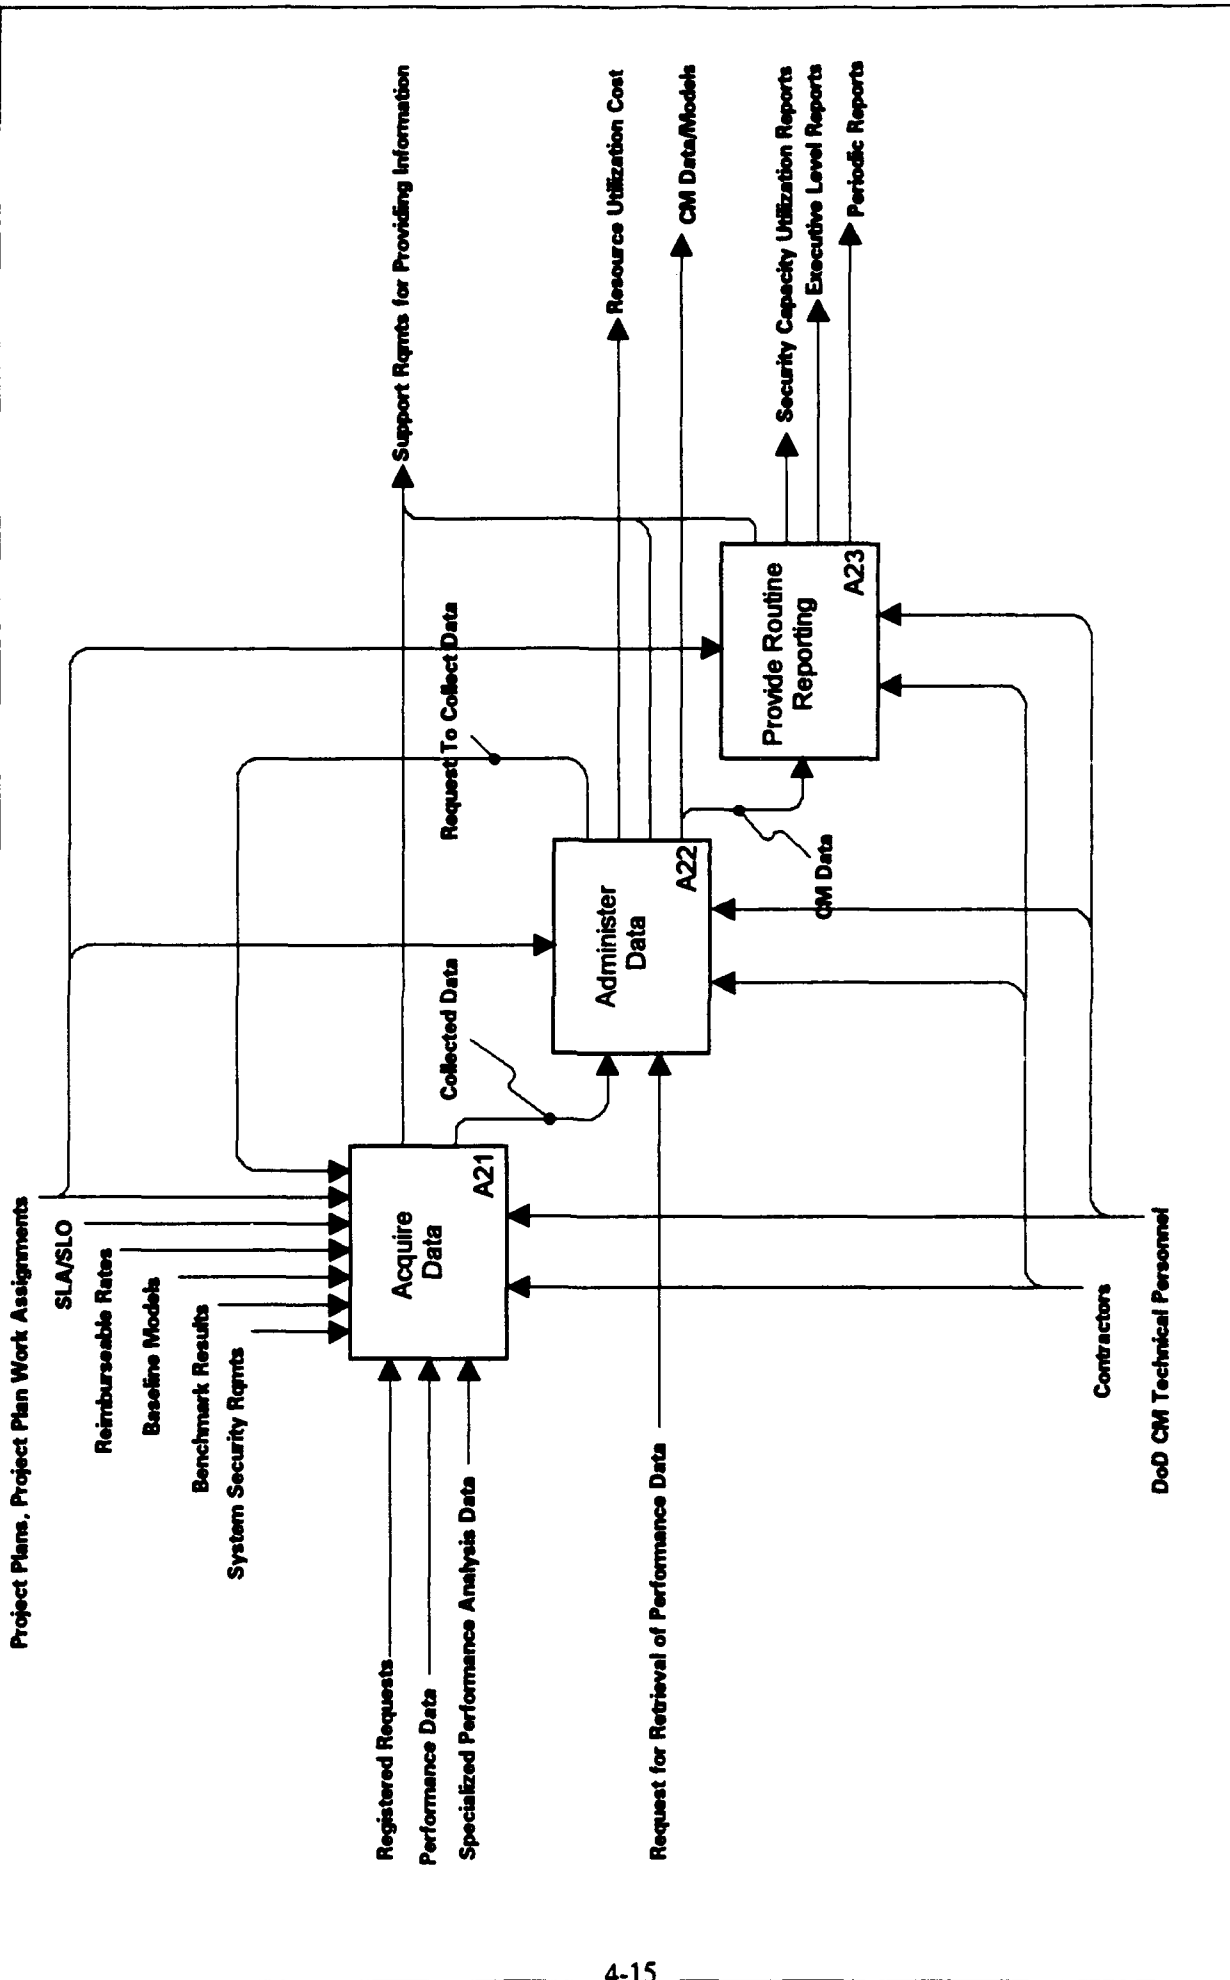 Project Plans, Project Plan Work Assignments
SLA/SLO
Reimburseable Rates
Baseline Models
Benchmark Results
System Security Rqmts
Registered Requests
Performance Data
Specialized Performance Analysis Data
Request for Retrieval of Performance Data
Acquire
Data
A21
Collected Data
Administer
Data
A22
Request To Collect Data
CM Data
Provide Routine
Reporting
A23
Support Rqmts for Providing Information
Resource Utilization Cost
CM Data/Models
Security Capacity Utilization Reports
Executive Level Reports
Periodic Reports
Contractors
DoD CM Technical Personnel
4-15